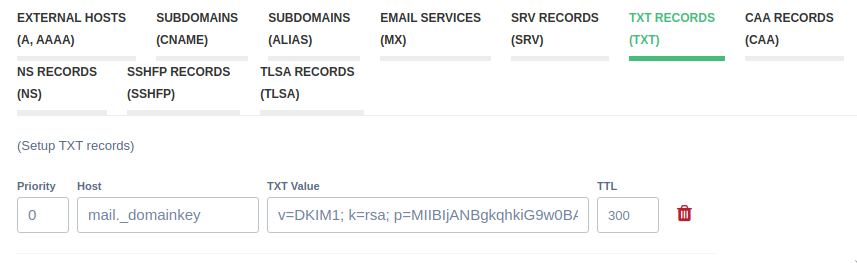 EXTERNAL HOSTS SUBDOMAINS SUBDOMAINS EMAIL SERVICES SRV RECORDS TXT RECORDS CAA RECORDS
(A, AAAA) (CNAME) (ALIAS) (MX) (SRV) (TXT) (CAA)
NS RECORDS SSHFP RECORDS TLSA RECORDS
(NS) (SSHFP) (TLSA)
(Setup TXT records)
Priority Host TXT Value TTL
0 mail._domainkey v=DKIM1; k=rsa; p=MIIBIjANBgkqhkiG9w0BA 300